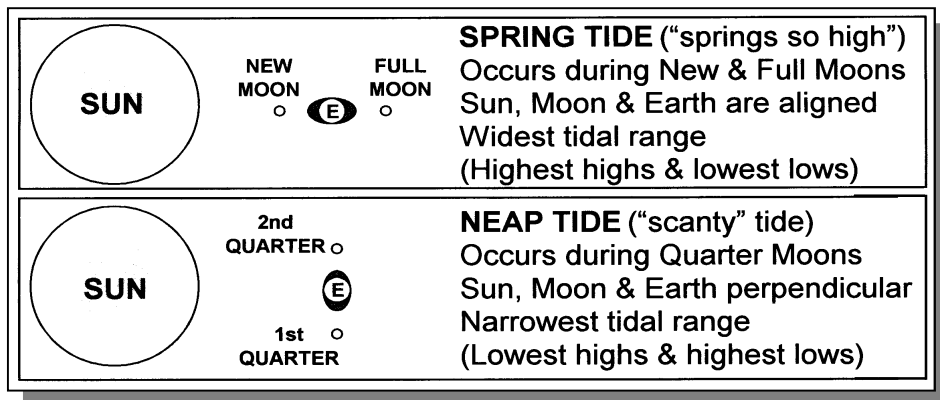 SUN
NEW
MOON
E
FULL
MOON
SPRING TIDE (“springs so high”)
Occurs during New & Full Moons
Sun, Moon & Earth are aligned
Widest tidal range
(Highest highs & lowest lows)
SUN
2nd
QUARTER
E
1st
QUARTER
NEAP TIDE (“scanty” tide)
Occurs during Quarter Moons
Sun, Moon & Earth perpendicular
Narrowest tidal range
(Lowest highs & highest lows)